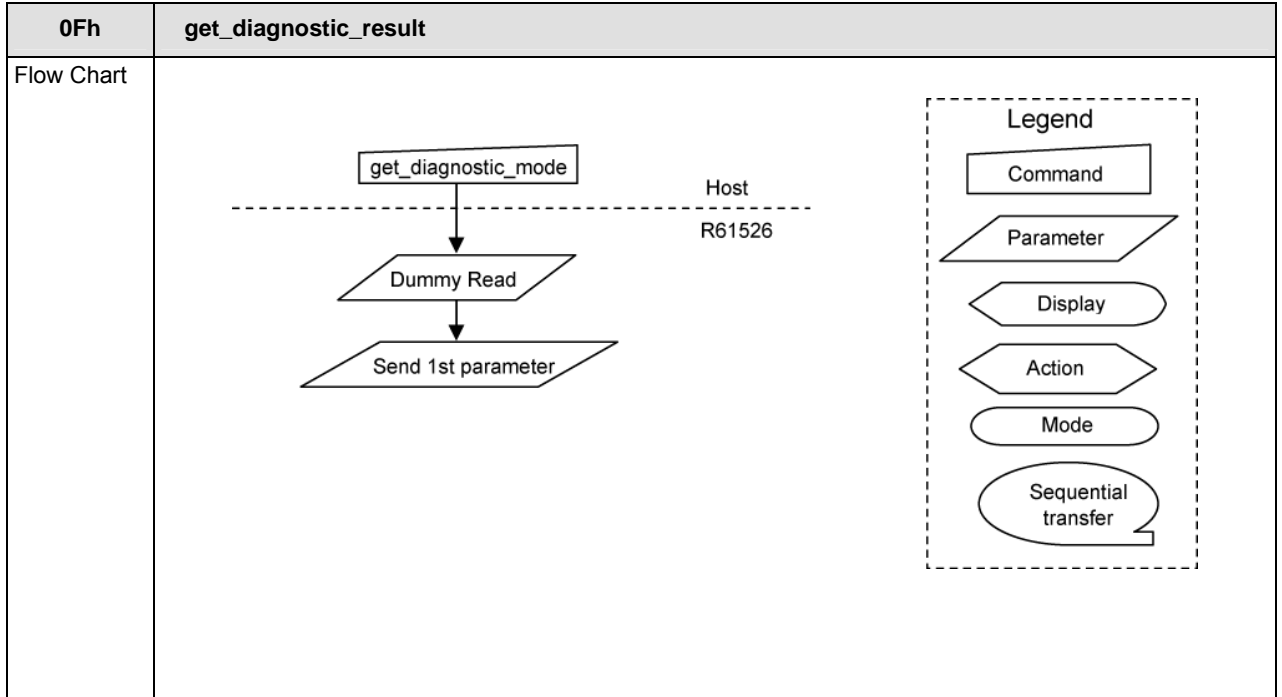 0Fh get_diagnostic_result
Flow Chart
get_diagnostic_mode
Host
R61526
Dummy Read
Send 1st parameter
Legend
Command
Parameter
Display
Action
Mode
Sequential
transfer